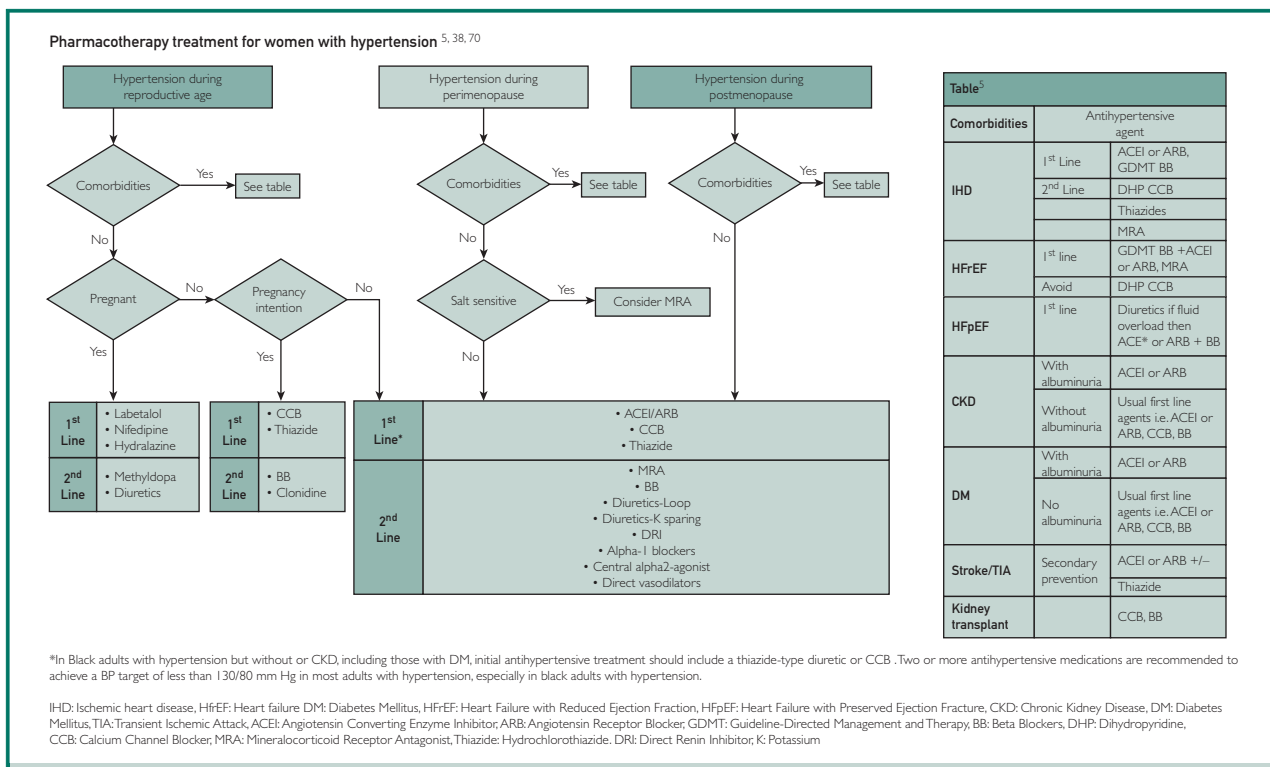 Pharmacotherapy treatment for women with hypertension 5, 38, 70
Hypertension during
reproductive age
Hypertension during
perimenopause
Hypertension during
postmenopause
Comorbidities
Yes
See table
Comorbidities
Yes
See table
Comorbidities
Yes
See table
No
No
No
Pregnant
No
Pregnancy
intention
No
Salt sensitive
Yes
Consider MRA
Yes
Yes
No
1st
Line
• Labetalol
• Nifedipine
• Hydralazine
2nd
Line
• Methyldopa
• Diuretics
1st
Line
• CCB
• Thiazide
2nd
Line
• BB
• Clonidine
1st
Line*
• ACEI/ARB
• CCB
• Thiazide
2nd
Line
• MRA
• BB
• Diuretics-Loop
• Diuretics-K sparing
• DRI
• Alpha-1 blockers
• Central alpha2-agonist
• Direct vasodilators
Table5
Comorbidities
Antihypertensive
agent
IHD
1st Line
ACEI or ARB,
GDMT BB
2nd Line
DHP CCB
Thiazides
MRA
HFrEF
1st line
GDMT BB +ACEI
or ARB, MRA
Avoid
DHP CCB
HFpEF
1st line
Diuretics if fluid
overload then
ACE* or ARB + BB
CKD
With
albuminuria
ACEI or ARB
Without
albuminuria
Usual first line
agents i.e. ACEI or
ARB, CCB, BB
DM
With
albuminuria
ACEI or ARB
No
albuminuria
Usual first line
agents i.e. ACEI or
ARB, CCB, BB
Stroke/TIA
Secondary
prevention
ACEI or ARB +/–
Thiazide
Kidney
transplant
CCB, BB
*In Black adults with hypertension but without or CKD, including those with DM, initial antihypertensive treatment should include a thiazide-type diuretic or CCB . Two or more antihypertensive medications are recommended to
achieve a BP target of less than 130/80 mm Hg in most adults with hypertension, especially in black adults with hypertension.
IHD: Ischemic heart disease, HfrEF: Heart failure DM: Diabetes Mellitus, HFrEF: Heart Failure with Reduced Ejection Fraction, HFpEF: Heart Failure with Preserved Ejection Fracture, CKD: Chronic Kidney Disease, DM: Diabetes
Mellitus, TIA: Transient Ischemic Attack, ACEI: Angiotensin Converting Enzyme Inhibitor, ARB: Angiotensin Receptor Blocker, GDMT: Guideline-Directed Management and Therapy, BB: Beta Blockers, DHP: Dihydropyridine,
CCB: Calcium Channel Blocker, MRA: Mineralocorticoid Receptor Antagonist, Thiazide: Hydrochlorothiazide. DRI: Direct Renin Inhibitor, K: Potassium